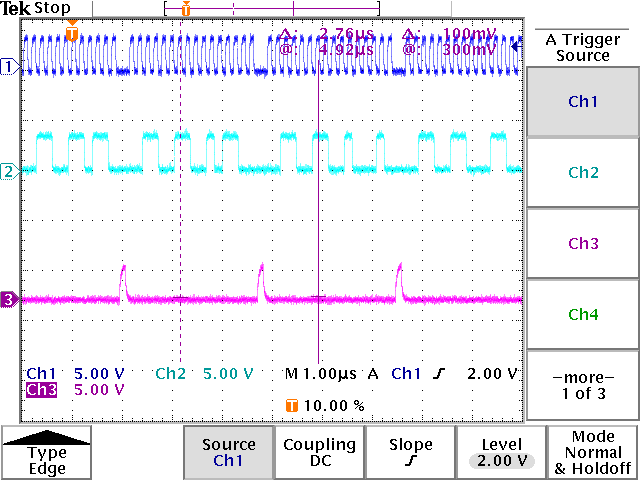 Tek Stop
T
T
Δ: 2.76µs Δ: 100mV
@: 4.92µs @: 300mV
1
2
3
Ch1 5.00 V Ch2 5.00 V M 1.00µs A Ch1 2.00 V
Ch3 5.00 V
T 10.00 %
A Trigger
Source
Ch1
Ch2
Ch3
Ch4
–more–
1 of 3
Type
Edge
Source
Ch1
Coupling
DC
Slope
Level
2.00 V
Mode
Normal
& Holdoff